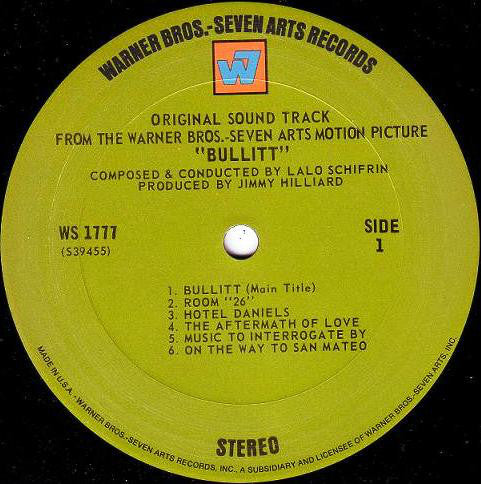 WARNER BROS.-SEVEN ARTS RECORDS
W7
ORIGINAL SOUND TRACK
FROM THE WARNER BROS.-SEVEN ARTS MOTION PICTURE
"BULLITT"
COMPOSED & CONDUCTED BY LALO SCHIFRIN
PRODUCED BY JIMMY HILLIARD
WS 1777
(S39455)
SIDE
1
1. BULLITT (Main Title)
2. ROOM "26"
3. HOTEL DANIELS
4. THE AFTERMATH OF LOVE
5. MUSIC TO INTERROGATE BY
6. ON THE WAY TO SAN MATEO
STEREO
MADE IN U.S.A. - WARNER BROS.-SEVEN ARTS RECORDS, INC., A SUBSIDIARY AND LICENSEE OF WARNER BROS.-SEVEN ARTS, INC.